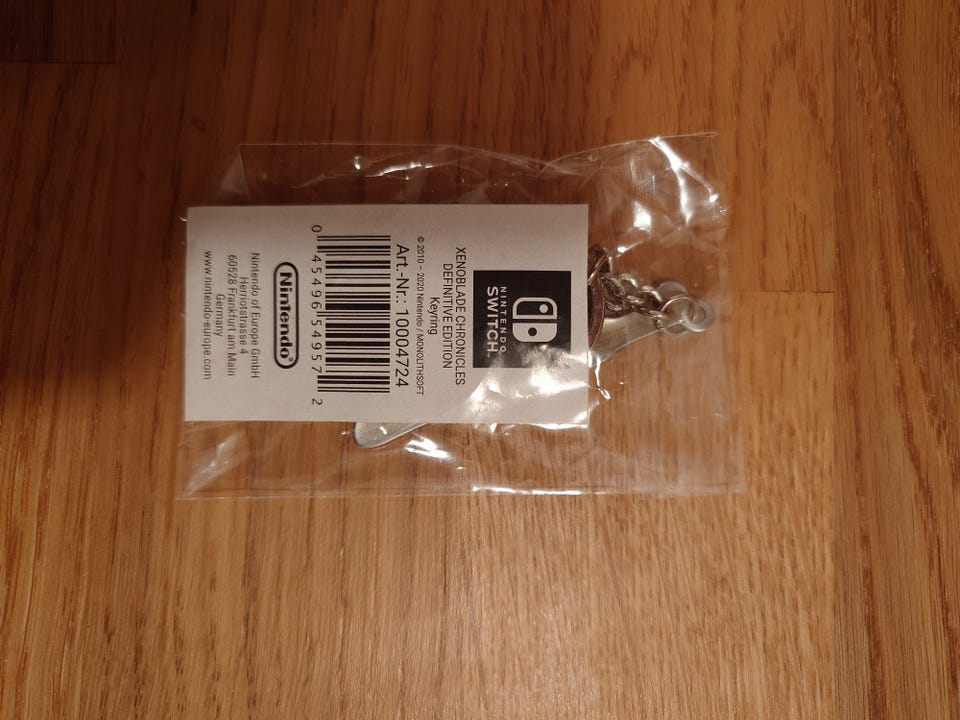 NINTENDO
SWITCH™
XENOBLADE CHRONICLES
DEFINITIVE EDITION
Keyring
© 2010 – 2020 Nintendo / MONOLITHSOFT
Art.-Nr.: 10004724
0 45496 54957 2
Nintendo®
Nintendo of Europe GmbH
Herriotstrasse 4
60528 Frankfurt am Main
Germany
www.nintendo-europe.com